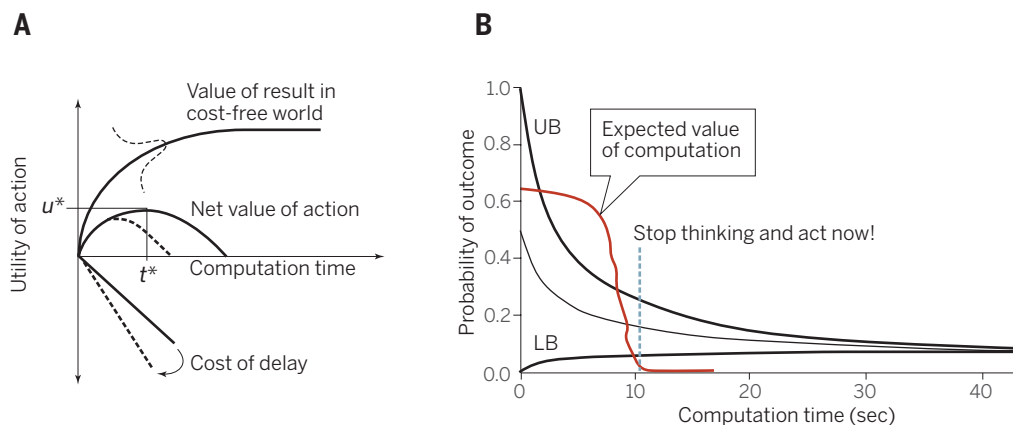 A
Value of result in
cost-free world
Utility of action
u*
Net value of action
Computation time
t*
Cost of delay
B
Probability of outcome
1.0
0.8
0.6
0.4
0.2
0.0
UB
Expected value
of computation
Stop thinking and act now!
LB
0
10
20
30
40
Computation time (sec)